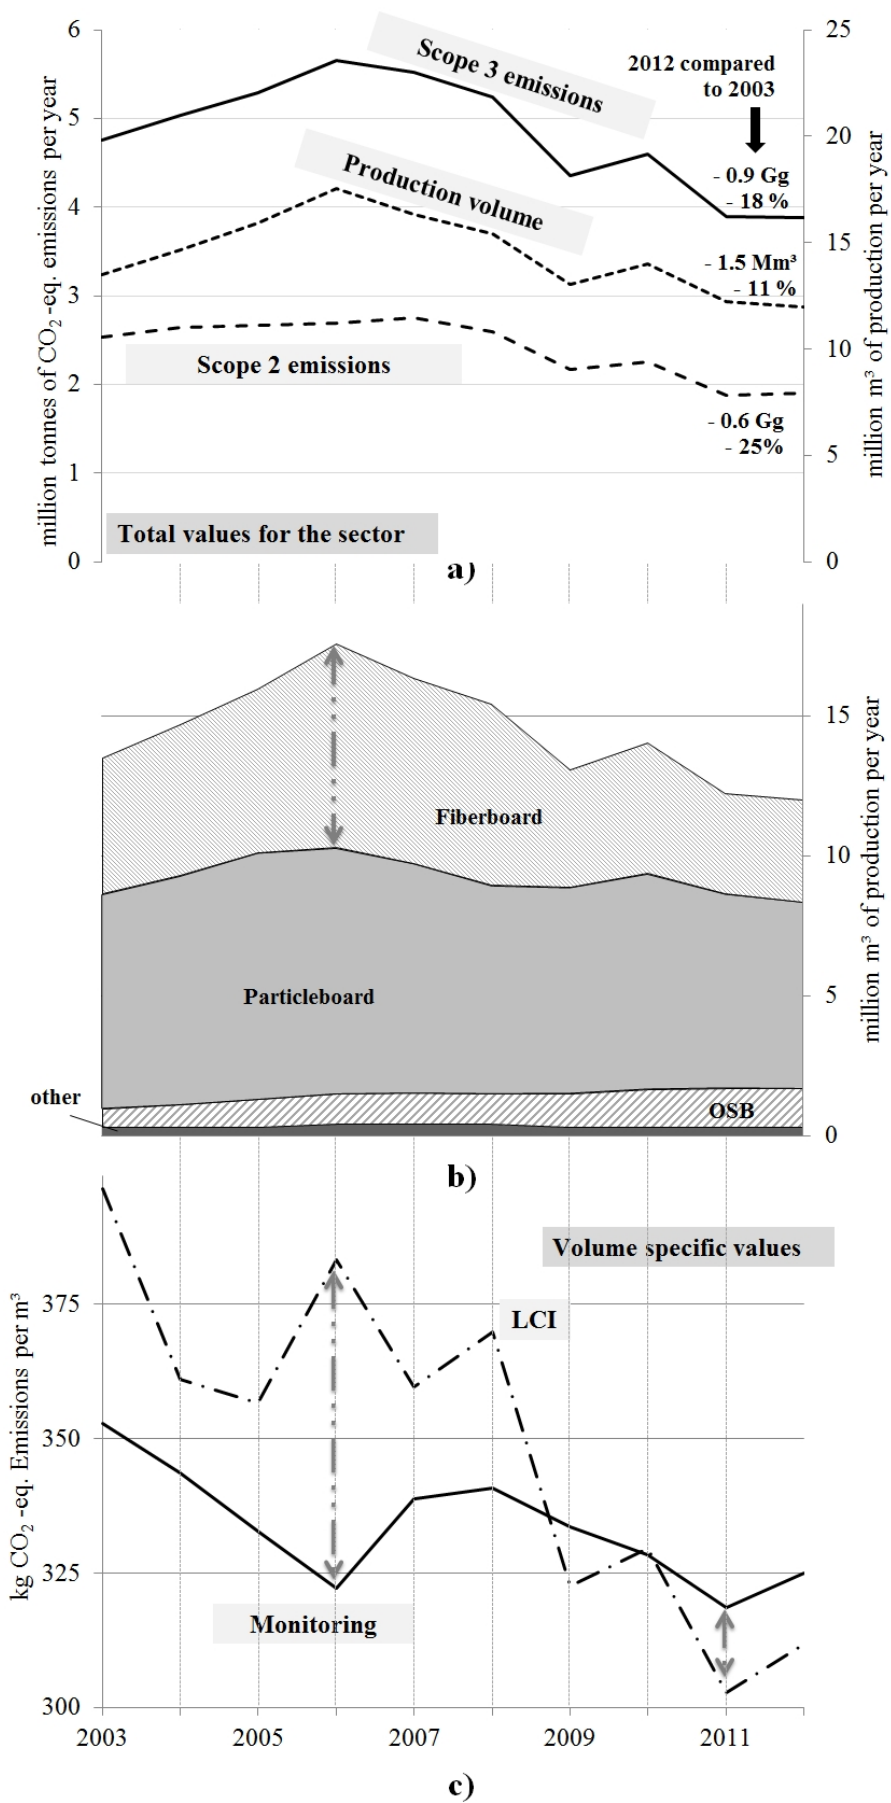 6
5
4
3
2
1
0
million tonnes of CO₂ -eq. emissions per year
25
20
15
10
5
0
million m³ of production per year
Scope 3 emissions
2012 compared
to 2003
- 0.9 Gg
- 18 %
Production volume
- 1.5 Mm³
- 11 %
Scope 2 emissions
- 0.6 Gg
- 25%
Total values for the sector
a)
15
10
5
0
million m³ of production per year
Fiberboard
Particleboard
other
OSB
b)
Volume specific values
375
350
325
300
kg CO₂ -eq. Emissions per m³
LCI
Monitoring
2003 2005 2007 2009 2011
c)